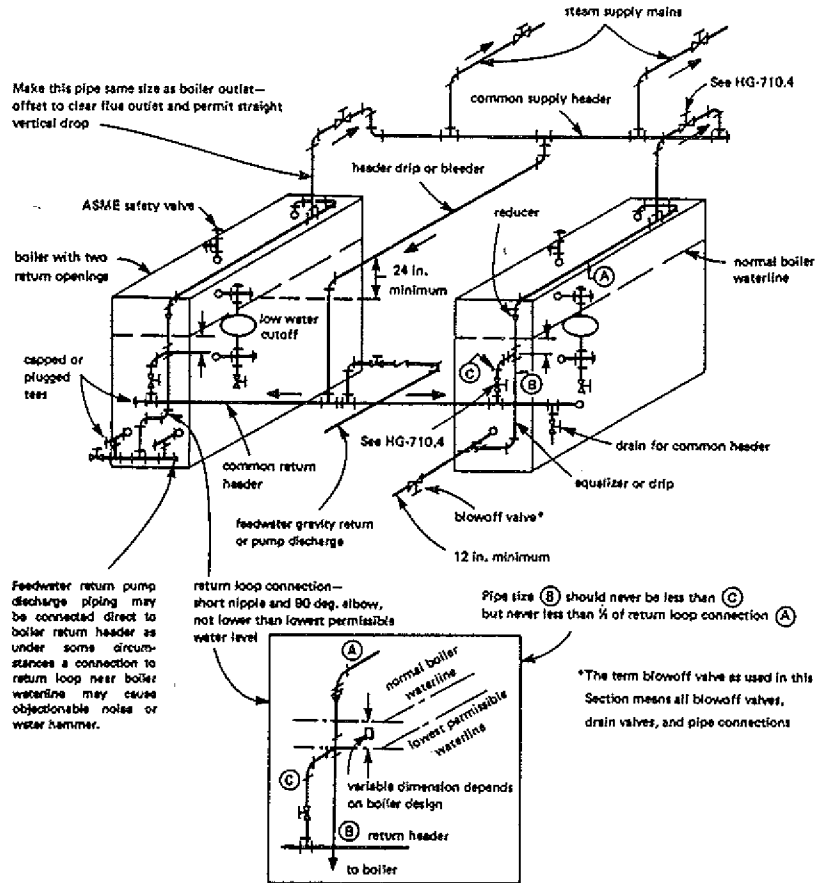 steam supply mains
Make this pipe same size as boiler outlet—
offset to clear flue outlet and permit straight
vertical drop
See HG-710.4
common supply header
header drip or bleeder
ASME safety valve
reducer
boiler with two
return openings
A
normal boiler
waterline
24 in.
minimum
low water
cutoff
capped or
plugged
tees
C
B
See HG-710.4
drain for common header
common return
header
equalizer or drip
feedwater gravity return
or pump discharge
blowoff valve*
12 in. minimum
Feedwater return pump
discharge piping may
be connected direct to
boiler return header as
under some circum-
stances a connection to
return loop near boiler
waterline may cause
objectionable noise or
water hammer.
return loop connection—
short nipple and 90 deg. elbow,
not lower than lowest permissible
water level
Pipe size B should never be less than C
but never less than ½ of return loop connection A
A
normal boiler
waterline
lowest permissible
waterline
C
variable dimension depends
on boiler design
B return header
to boiler
*The term blowoff valve as used in this
Section means all blowoff valves,
drain valves, and pipe connections